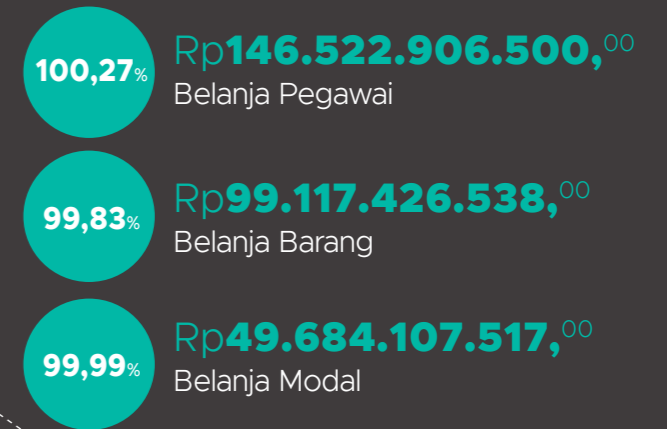 100,27%
Rp146.522.906.500,00
Belanja Pegawai
99,83%
Rp99.117.426.538,00
Belanja Barang
99,99%
Rp49.684.107.517,00
Belanja Modal